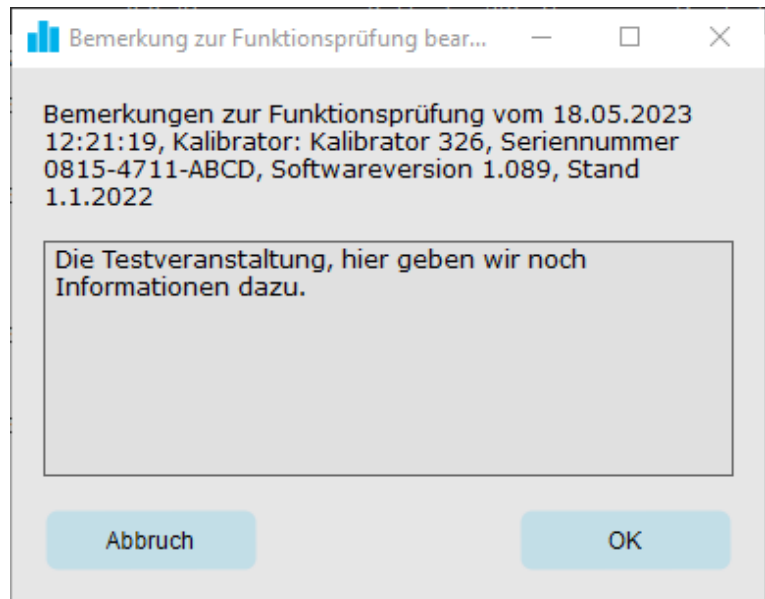 Bemerkung zur Funktionsprüfung bear...
Bemerkungen zur Funktionsprüfung vom 18.05.2023
12:21:19, Kalibrator: Kalibrator 326, Seriennummer
0815-4711-ABCD, Softwareversion 1.089, Stand
1.1.2022
Die Testveranstaltung, hier geben wir noch
Informationen dazu.
Abbruch
OK